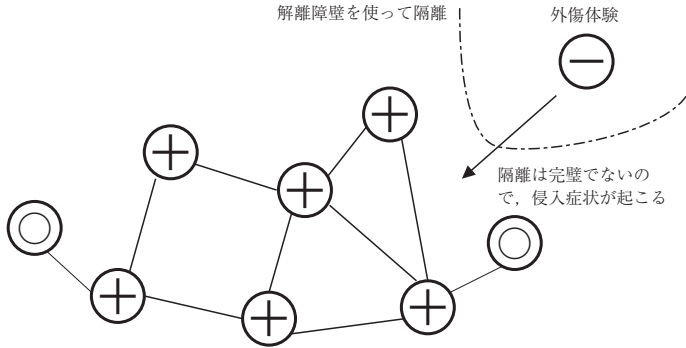 解離障壁を使って隔離
外傷体験
隔離は完璧でないの
で，侵入症状が起こる